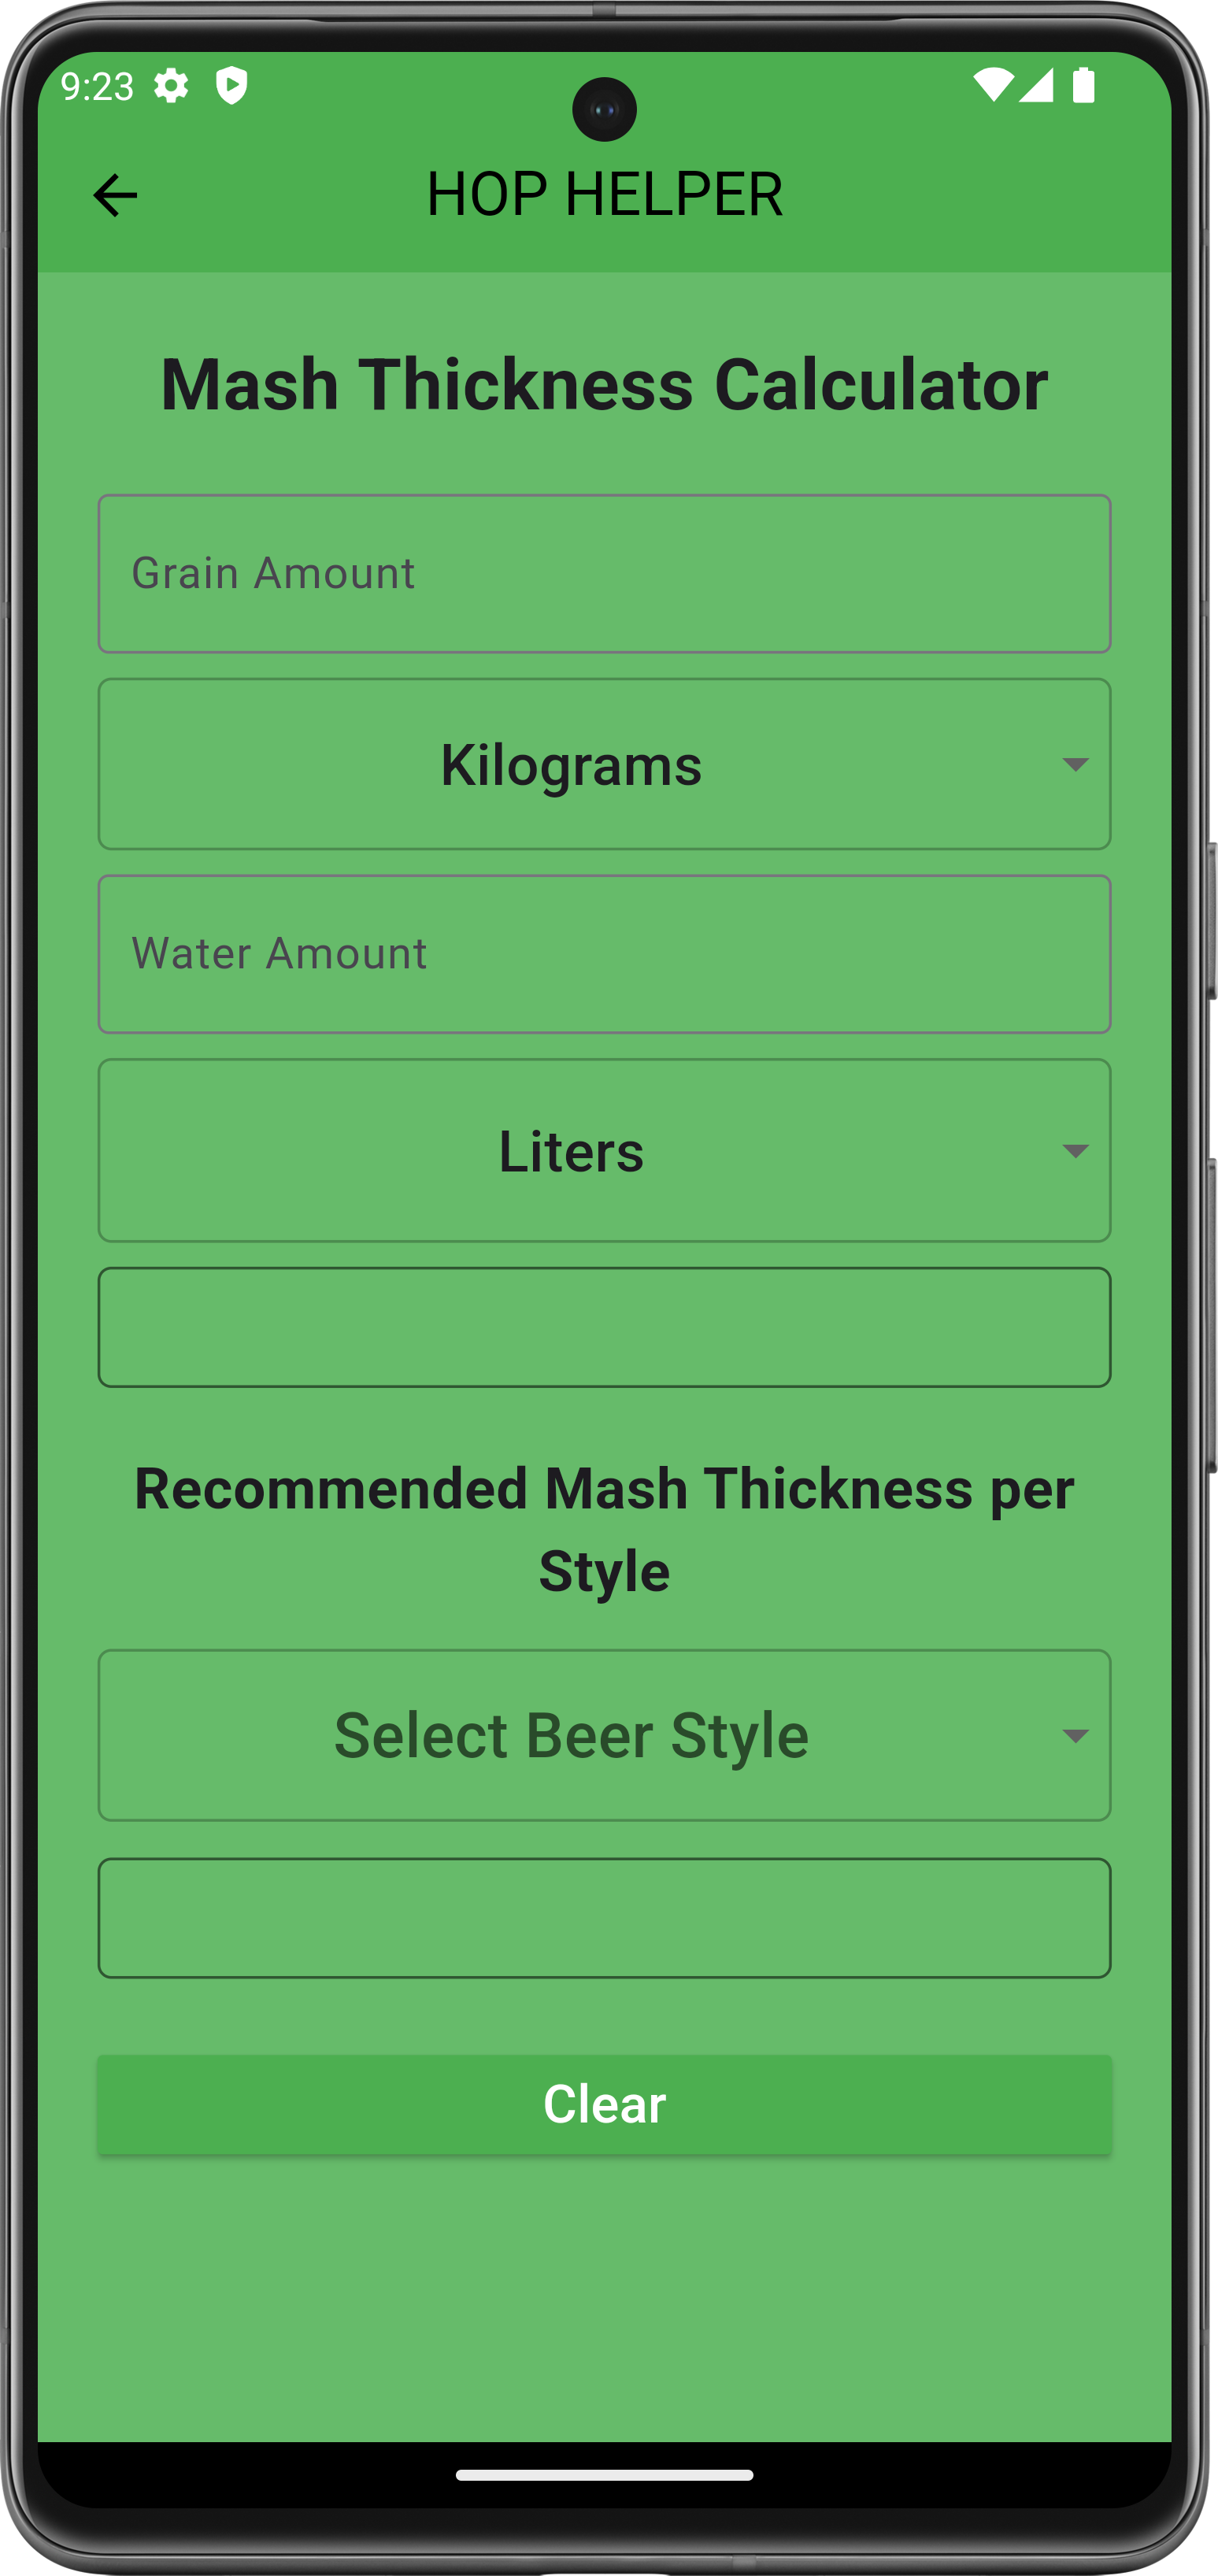 9:23
HOP HELPER
Mash Thickness Calculator
Grain Amount
Kilograms
Water Amount
Liters
Recommended Mash Thickness per
Style
Select Beer Style
Clear